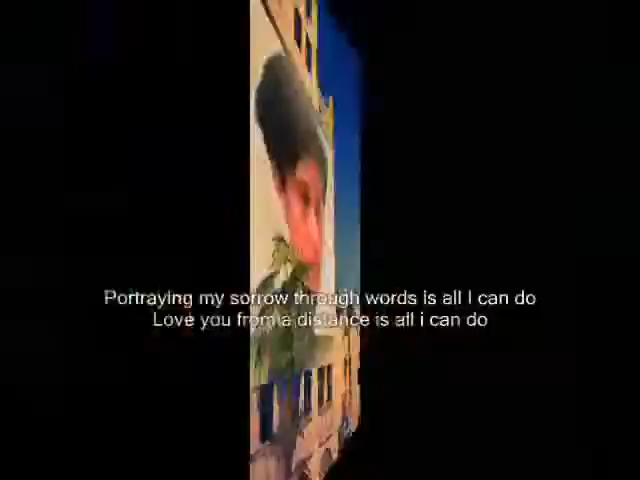 Portraying my sorrow through words is all I can do
Love you from a distance is all i can do